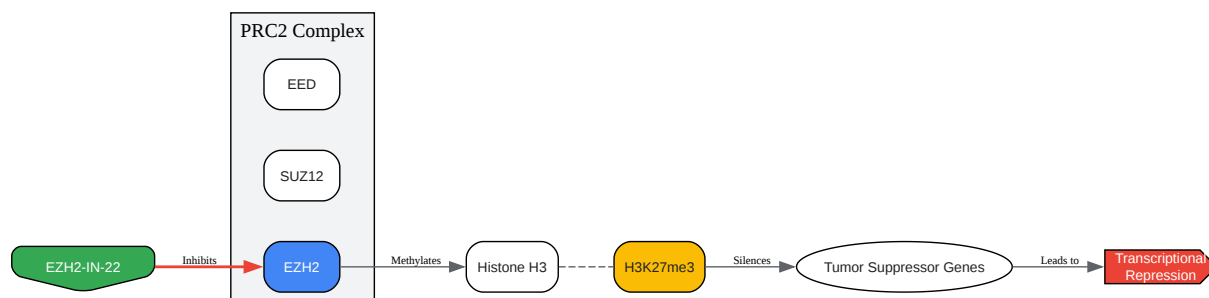 PRC2 Complex
EED
SUZ12
EZH2-IN-22
Inhibits
EZH2
Methylates
Histone H3
H3K27me3
Silences
Tumor Suppressor Genes
Leads to
Transcriptional
Repression